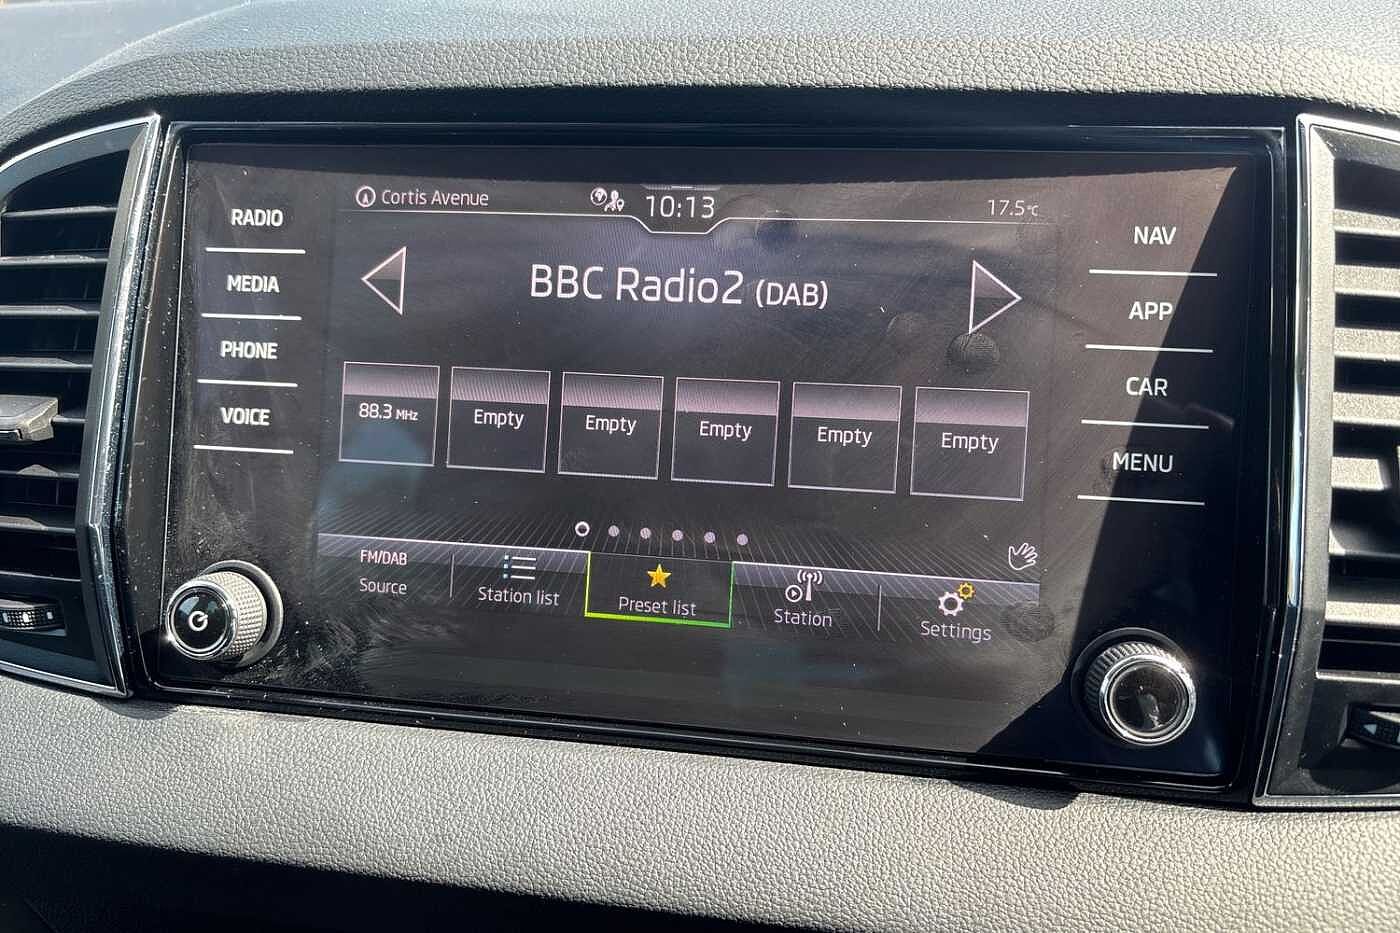 Cortis Avenue
10:13
17.5°C
RADIO
MEDIA
PHONE
VOICE
BBC Radio2 (DAB)
88.3 MHz
Empty
Empty
Empty
Empty
Empty
FM/DAB
Source
Station list
Preset list
Station
Settings
NAV
APP
CAR
MENU